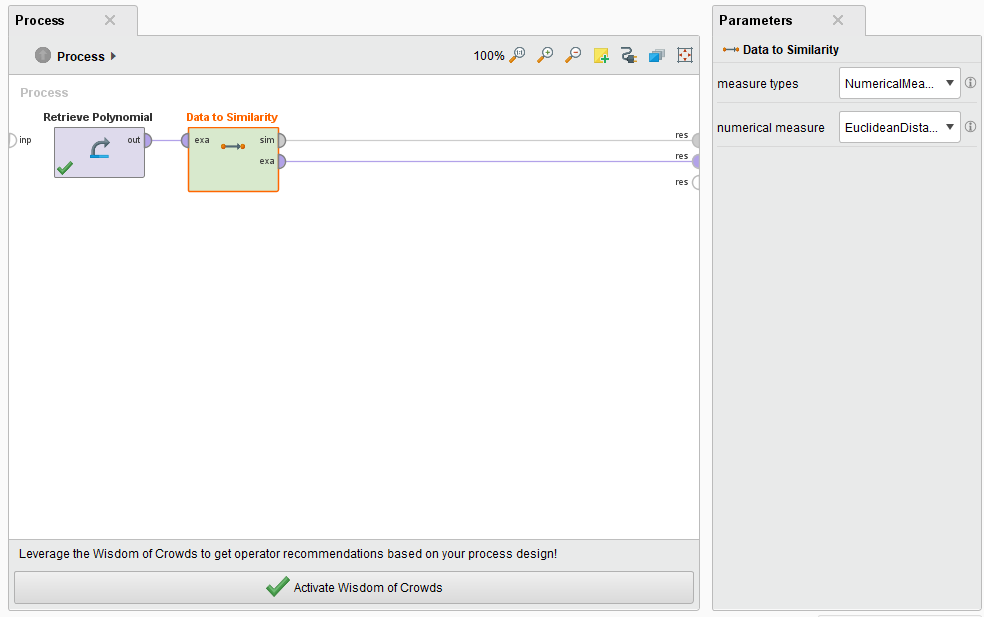 Process
Process
100%
Process
Retrieve Polynomial
Data to Similarity
inp
out
exa
sim
exa
res
res
res
Leverage the Wisdom of Crowds to get operator recommendations based on your process design!
Activate Wisdom of Crowds
Parameters
Data to Similarity
measure types
NumericalMea...
numerical measure
EuclideanDista...